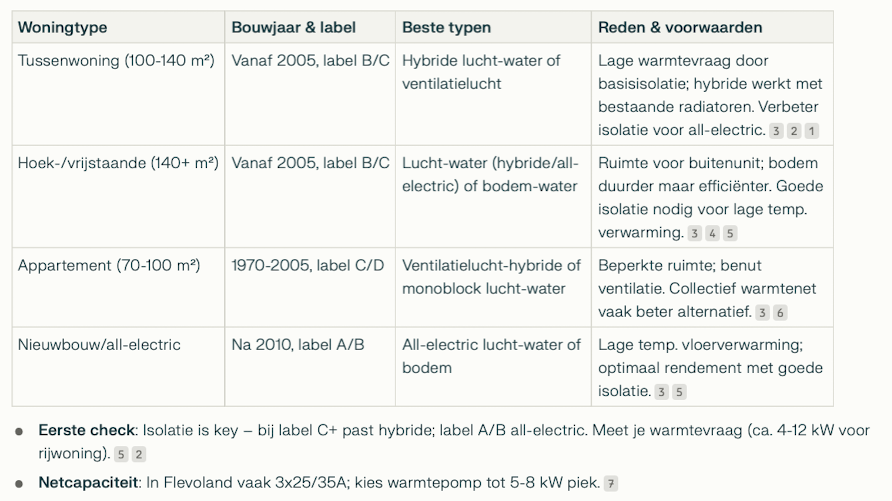 Woningtype Bouwjaar & label Beste typen Reden & voorwaarden
Tussenwoning (100-140 m²) Vanaf 2005, label B/C Hybride lucht-water of Lage warmtevraag door
ventilatielucht basisisolatie; hybride werkt met
bestaande radiatoren. Verbeter
isolatie voor all-electric. 3 2 1
Hoek-/vrijstaande (140+ m²) Vanaf 2005, label B/C Lucht-water (hybride/all- Ruimte voor buitenunit; bodem
electric) of bodem-water duurder maar efficiënter. Goede
isolatie nodig voor lage temp.
verwarming. 3 4 5
Appartement (70-100 m²) 1970-2005, label C/D Ventilatielucht-hybride of Beperkte ruimte; benut
monoblock lucht-water ventilatie. Collectief warmtenet
vaak beter alternatief. 3 6
Nieuwbouw/all-electric Na 2010, label A/B All-electric lucht-water of Lage temp. vloerverwarming;
bodem optimaal rendement met goede
isolatie. 3 5
• Eerste check: Isolatie is key – bij label C+ past hybride; label A/B all-electric. Meet je warmtevraag (ca. 4-12 kW voor
rijwoning). 5 2
• Netcapaciteit: In Flevoland vaak 3x25/35A; kies warmtepomp tot 5-8 kW piek. 7